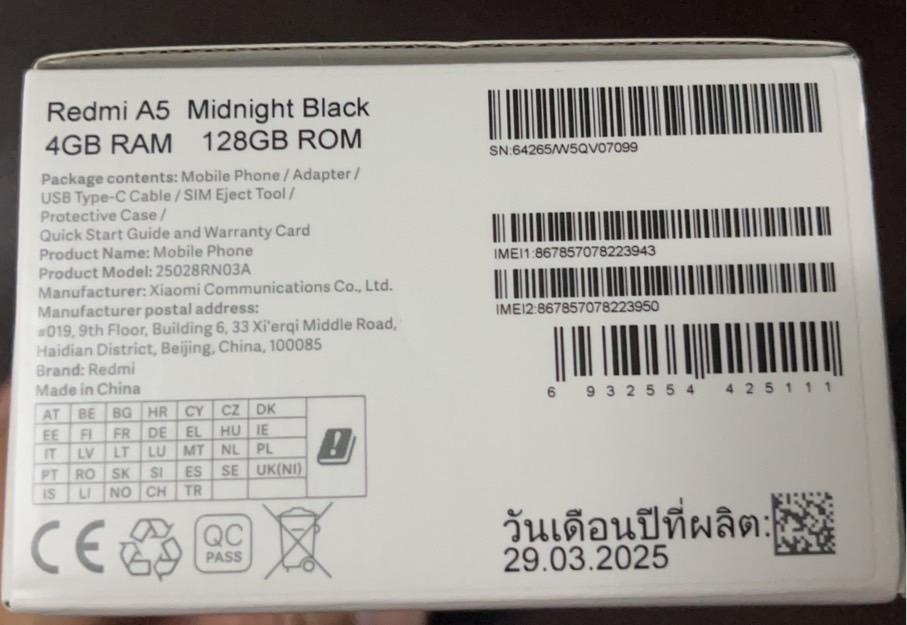 Redmi A5 Midnight Black
4GB RAM 128GB ROM
Package contents: Mobile Phone / Adapter /
USB Type-C Cable / SIM Eject Tool /
Protective Case /
Quick Start Guide and Warranty Card
Product Name: Mobile Phone
Product Model: 25028RN03A
Manufacturer: Xiaomi Communications Co., Ltd.
Manufacturer postal address:
#019, 9th Floor, Building 6, 33 Xi'erqi Middle Road,
Haidian District, Beijing, China, 100085
Brand: Redmi
Made in China
AT BE BG HR CY CZ DK
EE FI FR DE EL HU IE
IT LV LT LU MT NL PL
PT RO SK SI ES SE UK(NI)
IS LI NO CH TR
CE
QC
PASS
SN:64265/W5QV07099
IMEI1:867857078223943
IMEI2:867857078223950
6 932554 425111
วันเดือนปีที่ผลิต:
29.03.2025